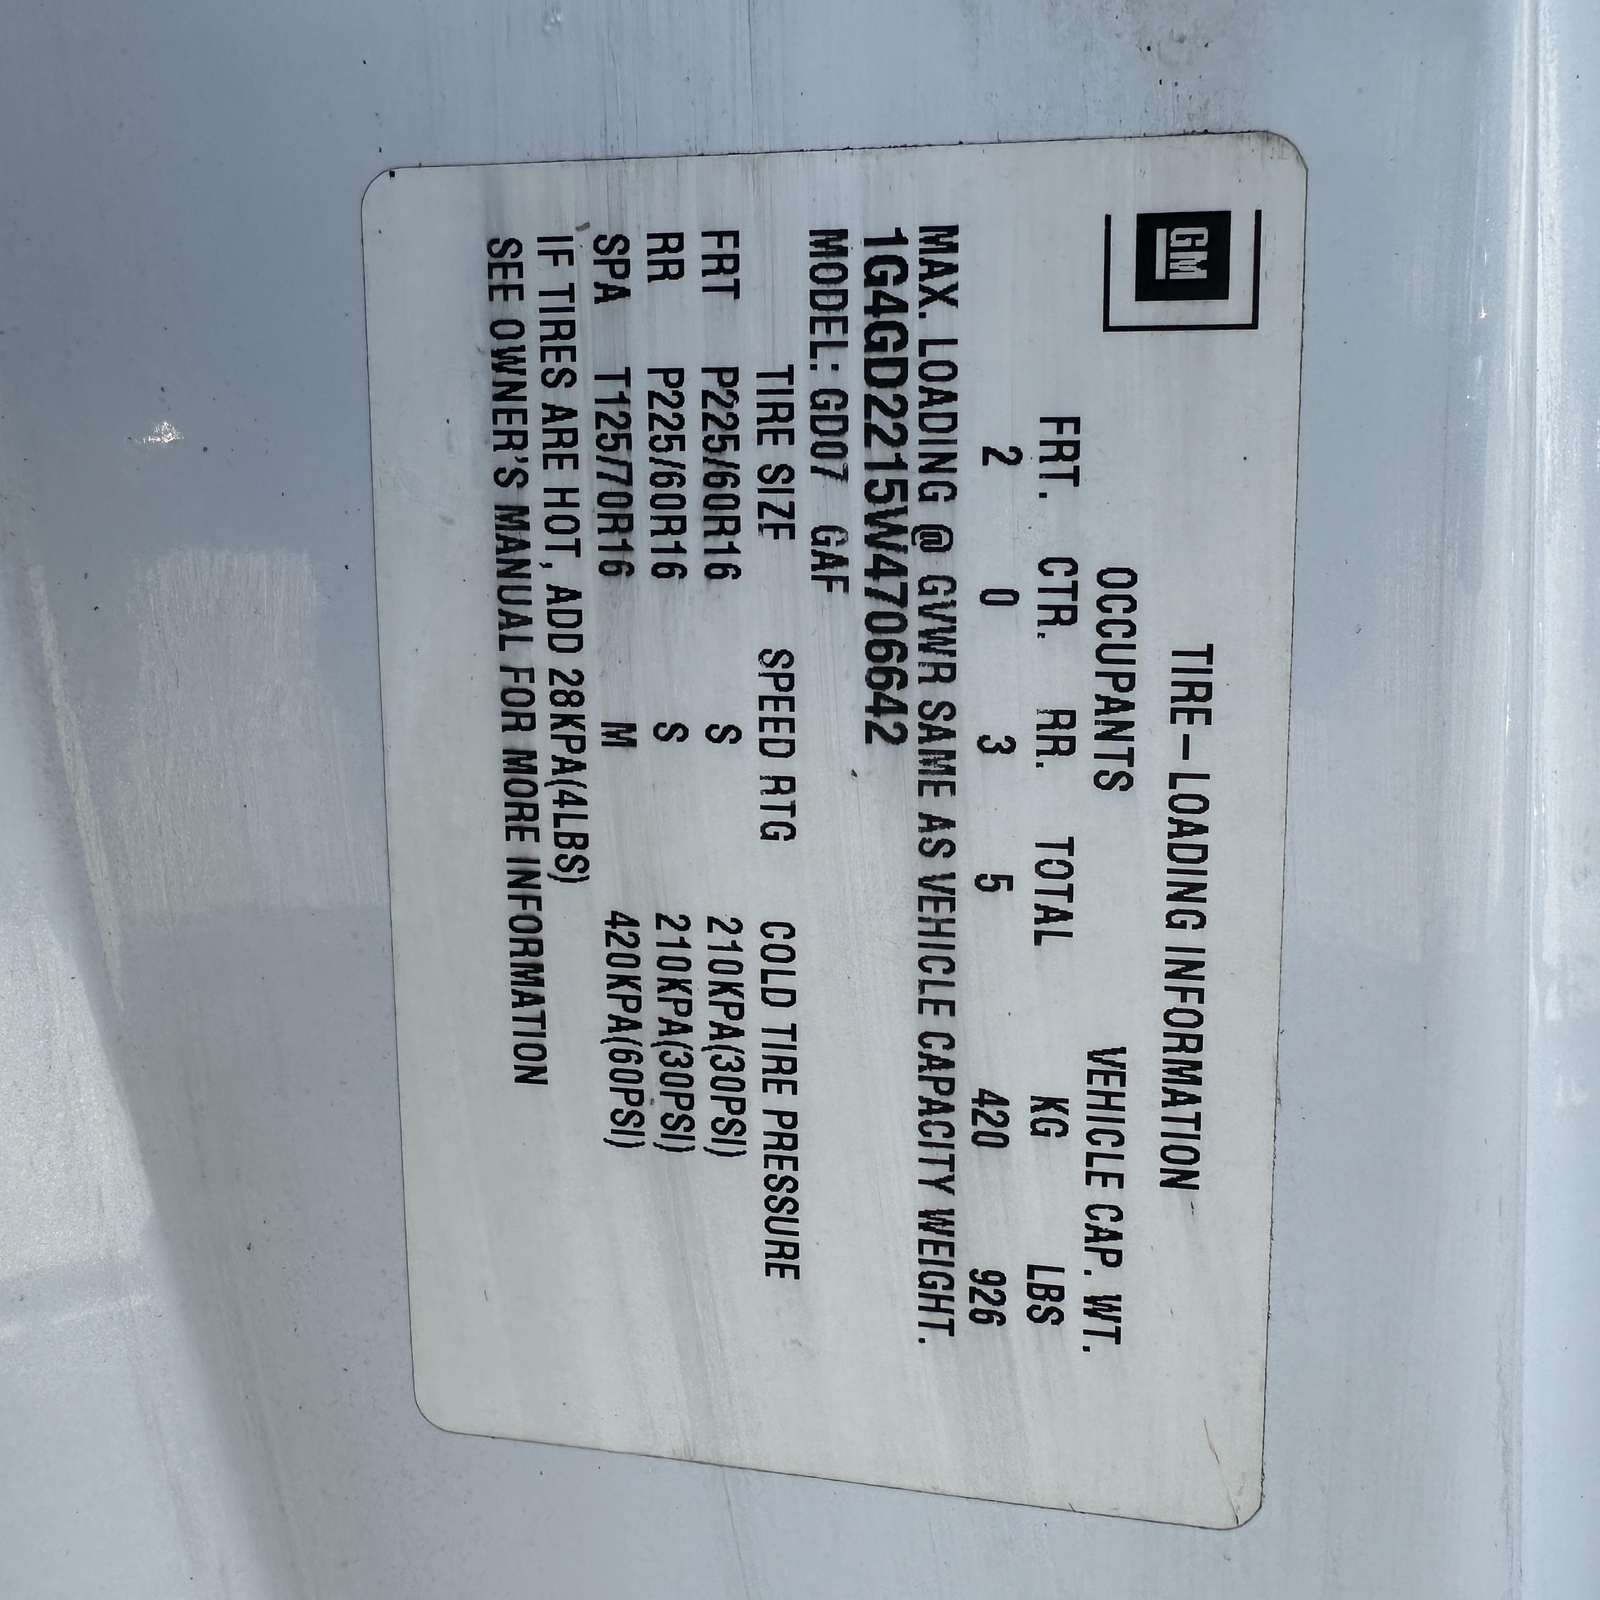 GM
TIRE-LOADING INFORMATION
OCCUPANTS VEHICLE CAP. WT.
FRT. CTR. RR. TOTAL KG LBS
2 0 3 5 420 926
MAX. LOADING @ GVWR SAME AS VEHICLE CAPACITY WEIGHT.
1G4GD2215W4706642
MODEL: GD07 GAF
TIRE SIZE SPEED RTG COLD TIRE PRESSURE
FRT P225/60R16 S 210KPA(30PSI)
RR P225/60R16 S 210KPA(30PSI)
SPA T125/70R16 M 420KPA(60PSI)
IF TIRES ARE HOT, ADD 28KPA(4LBS)
SEE OWNER'S MANUAL FOR MORE INFORMATION